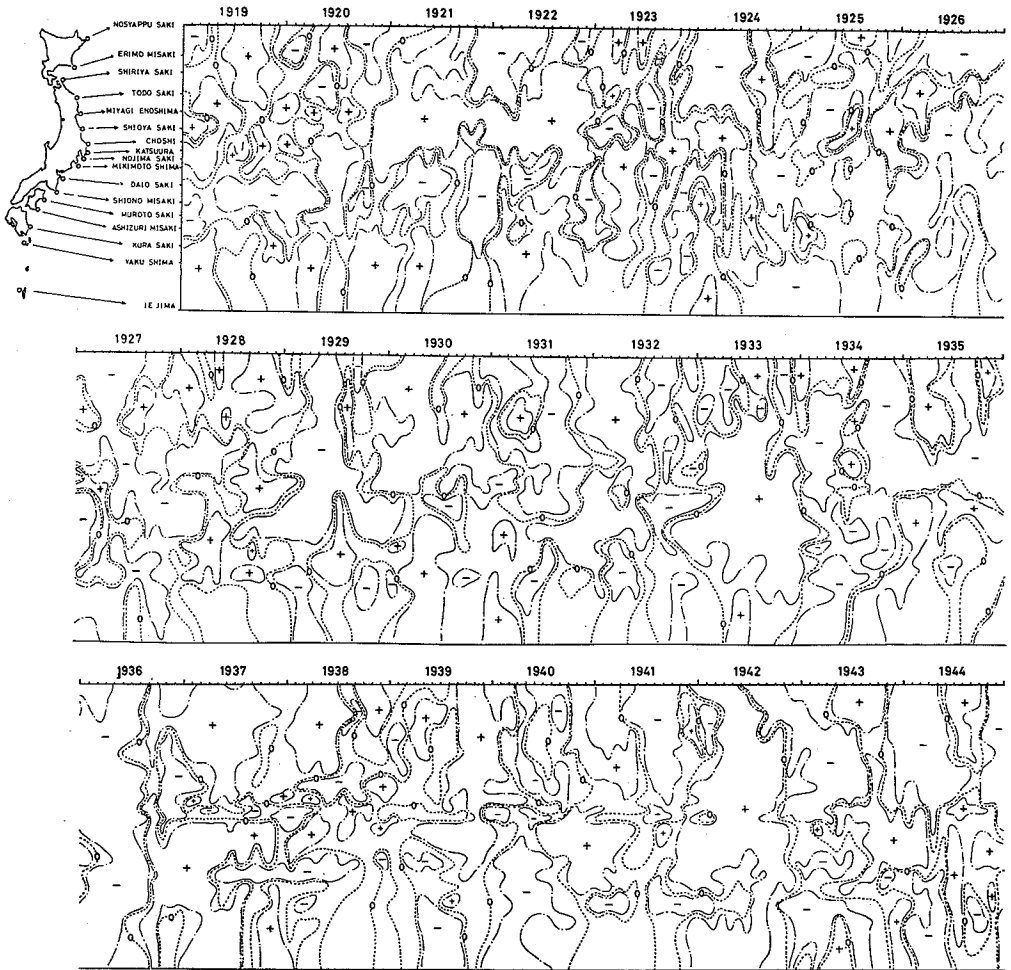 1919 1920 1921 1922 1923 1924 1925 1926
NOSYAPPU SAKI
ERIMO MISAKI
SHIRIYA SAKI
TODO SAKI
MIYAGI ENOSHIMA
SHIOYA SAKI
CHOSHI
KATSUURA
NOJIMA SAKI
MIKIMOTO SHIMA
DAIO SAKI
SHIONO MISAKI
MUROTO SAKI
ASHIZURI MISAKI
KURA SAKI
YAKU SHIMA
IE JIMA
1927 1928 1929 1930 1931 1932 1933 1934 1935
1936 1937 1938 1939 1940 1941 1942 1943 1944